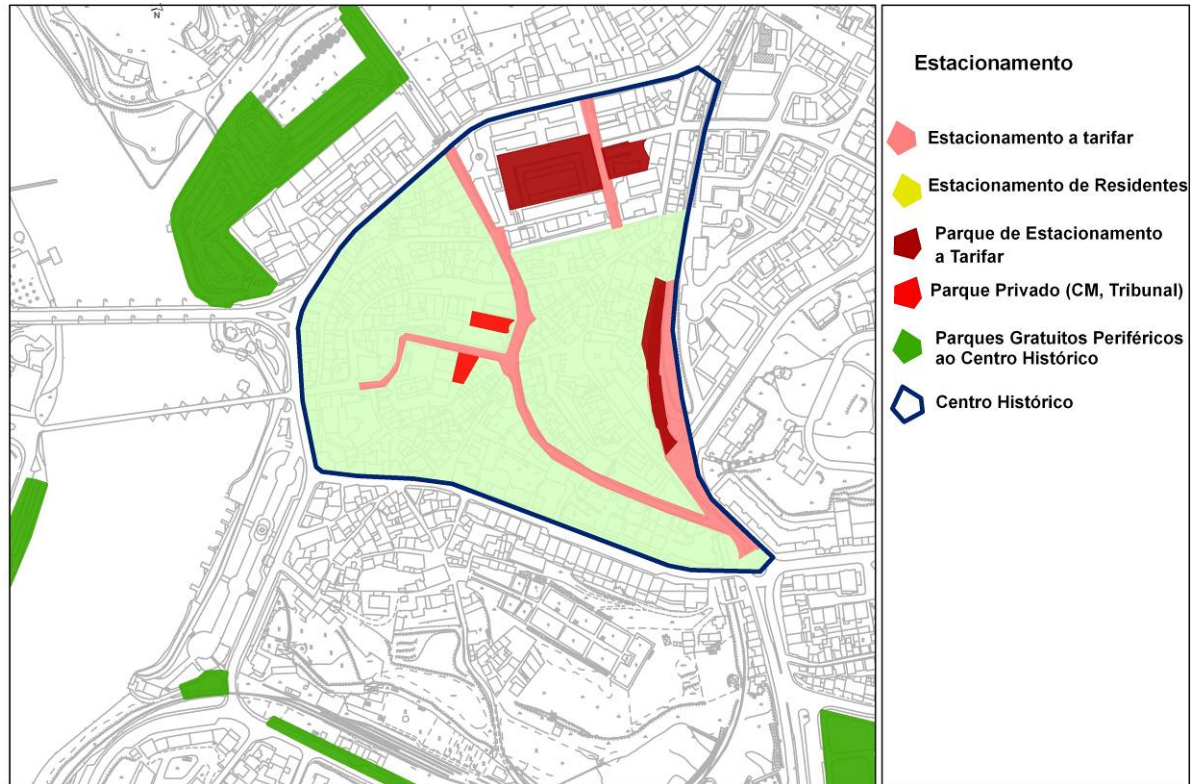 N
Estacionamento
Estacionamento a tarifar
Estacionamento de Residentes
Parque de Estacionamento
a Tarifar
Parque Privado (CM, Tribunal)
Parques Gratuitos Periféricos
ao Centro Histórico
Centro Histórico